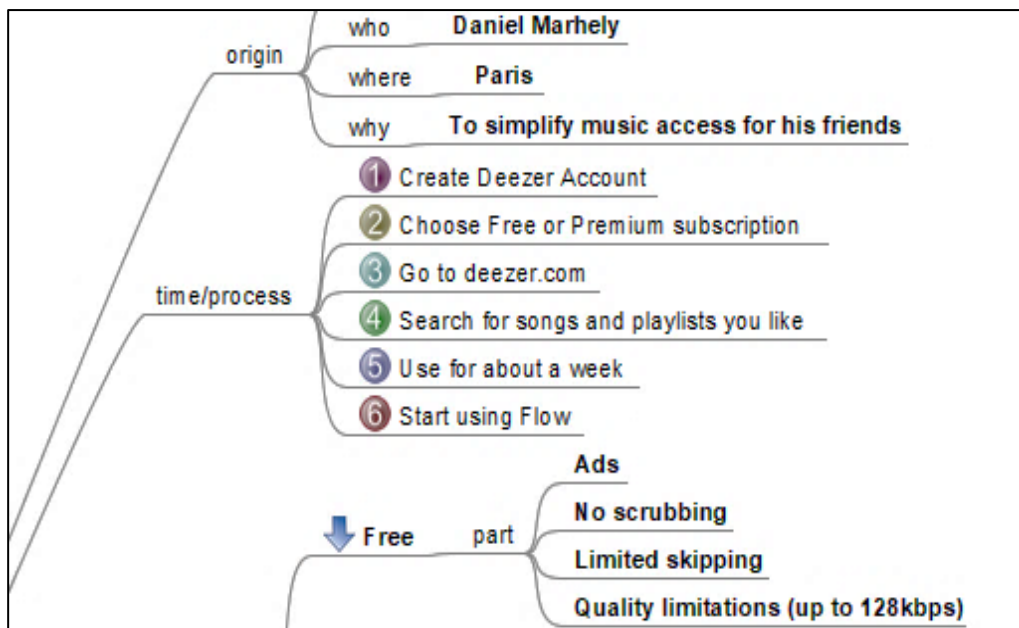 who Daniel Marhely
origin
where Paris
why To simplify music access for his friends
1 Create Deezer Account
2 Choose Free or Premium subscription
3 Go to deezer.com
time/process
4 Search for songs and playlists you like
5 Use for about a week
6 Start using Flow
Ads
No scrubbing
Free part
Limited skipping
Quality limitations (up to 128kbps)